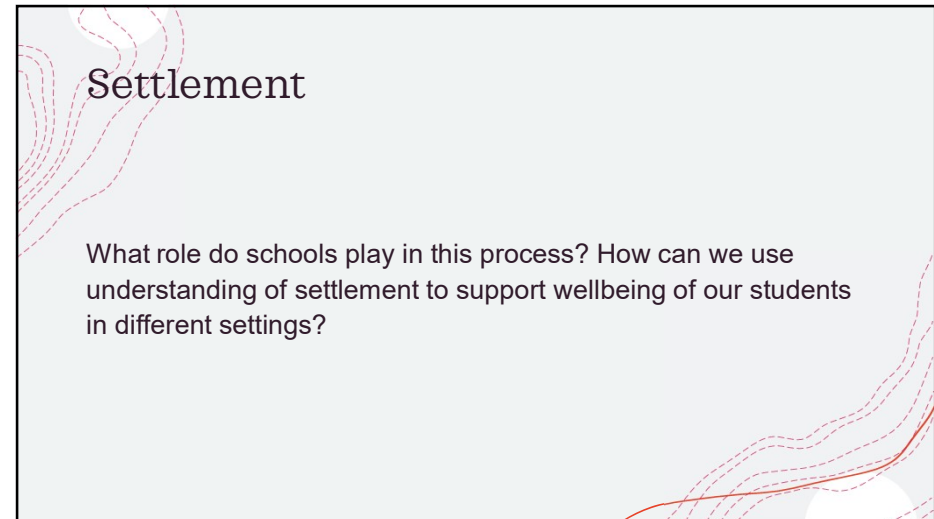 Settlement
What role do schools play in this process? How can we use
understanding of settlement to support wellbeing of our students
in different settings?